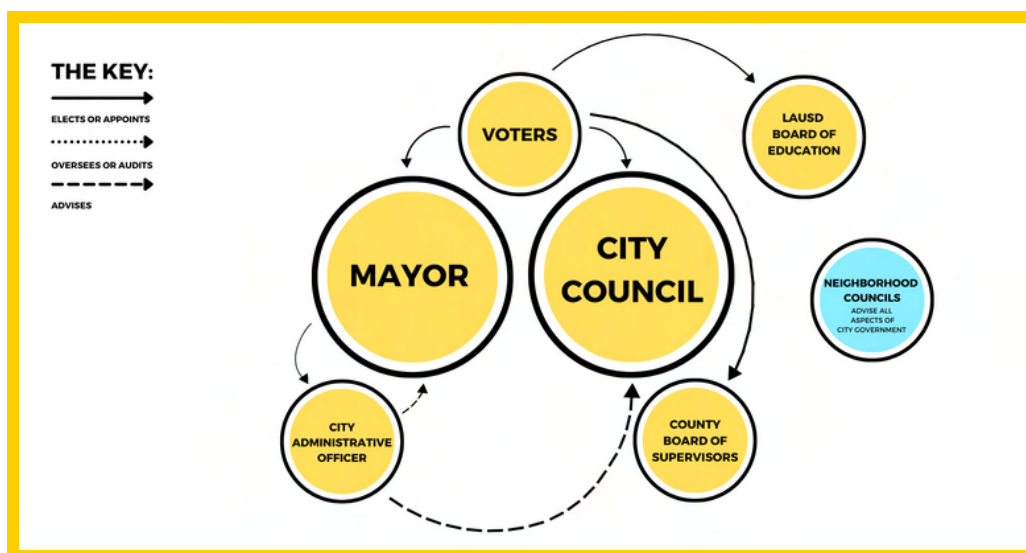 THE KEY:
ELECTS OR APPOINTS
OVERSEES OR AUDITS
ADVISES
VOTERS
LAUSD
BOARD OF
EDUCATION
MAYOR
CITY
COUNCIL
NEIGHBORHOOD
COUNCILS
ADVISE ALL
ASPECTS OF
CITY GOVERNMENT
CITY
ADMINISTRATIVE
OFFICER
COUNTY
BOARD OF
SUPERVISORS